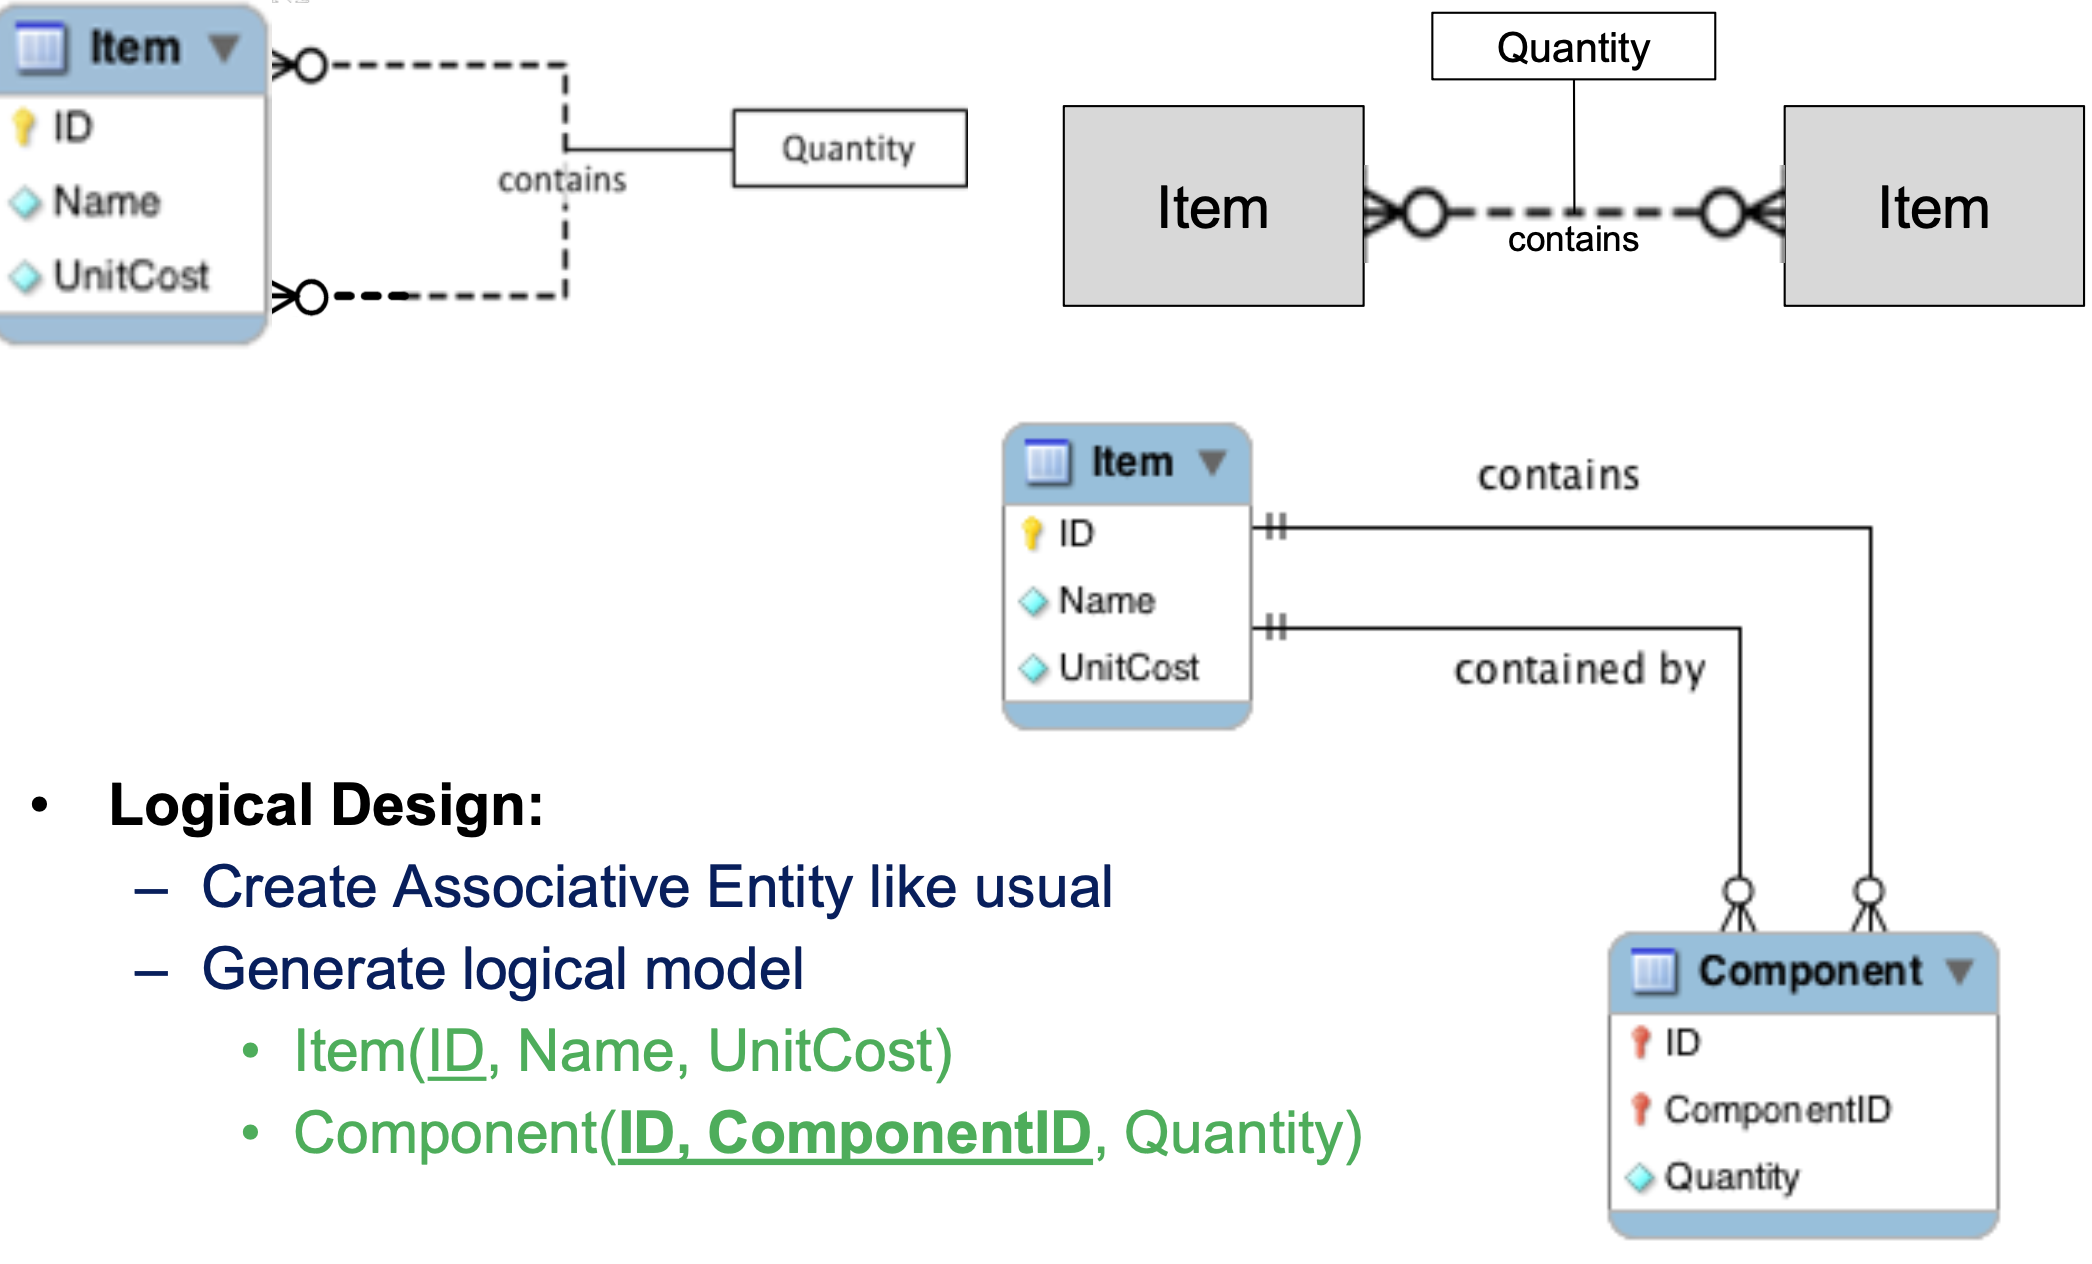 Item
ID
Name
UnitCost
contains
Quantity
Quantity
Item
contains
Item
Item
ID
Name
UnitCost
contains
contained by
• Logical Design:
– Create Associative Entity like usual
– Generate logical model
• Item(ID, Name, UnitCost)
• Component(ID, ComponentID, Quantity)
Component
ID
ComponentID
Quantity